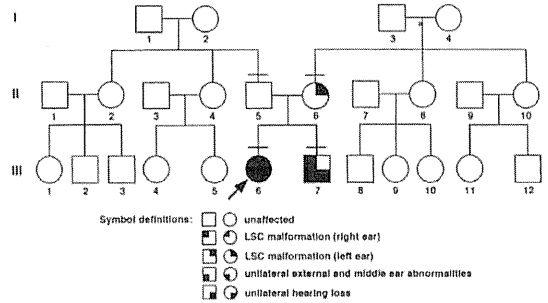 I
1 2 3 4
II
1 2 3 4 5 6 7 8 9 10
III
1 2 3 4 5 6 7 8 9 10 11 12
Symbol definitions: unaffected
LSC malformation (right ear)
LSC malformation (left ear)
unilateral external and middle ear abnormalities
unilateral hearing loss